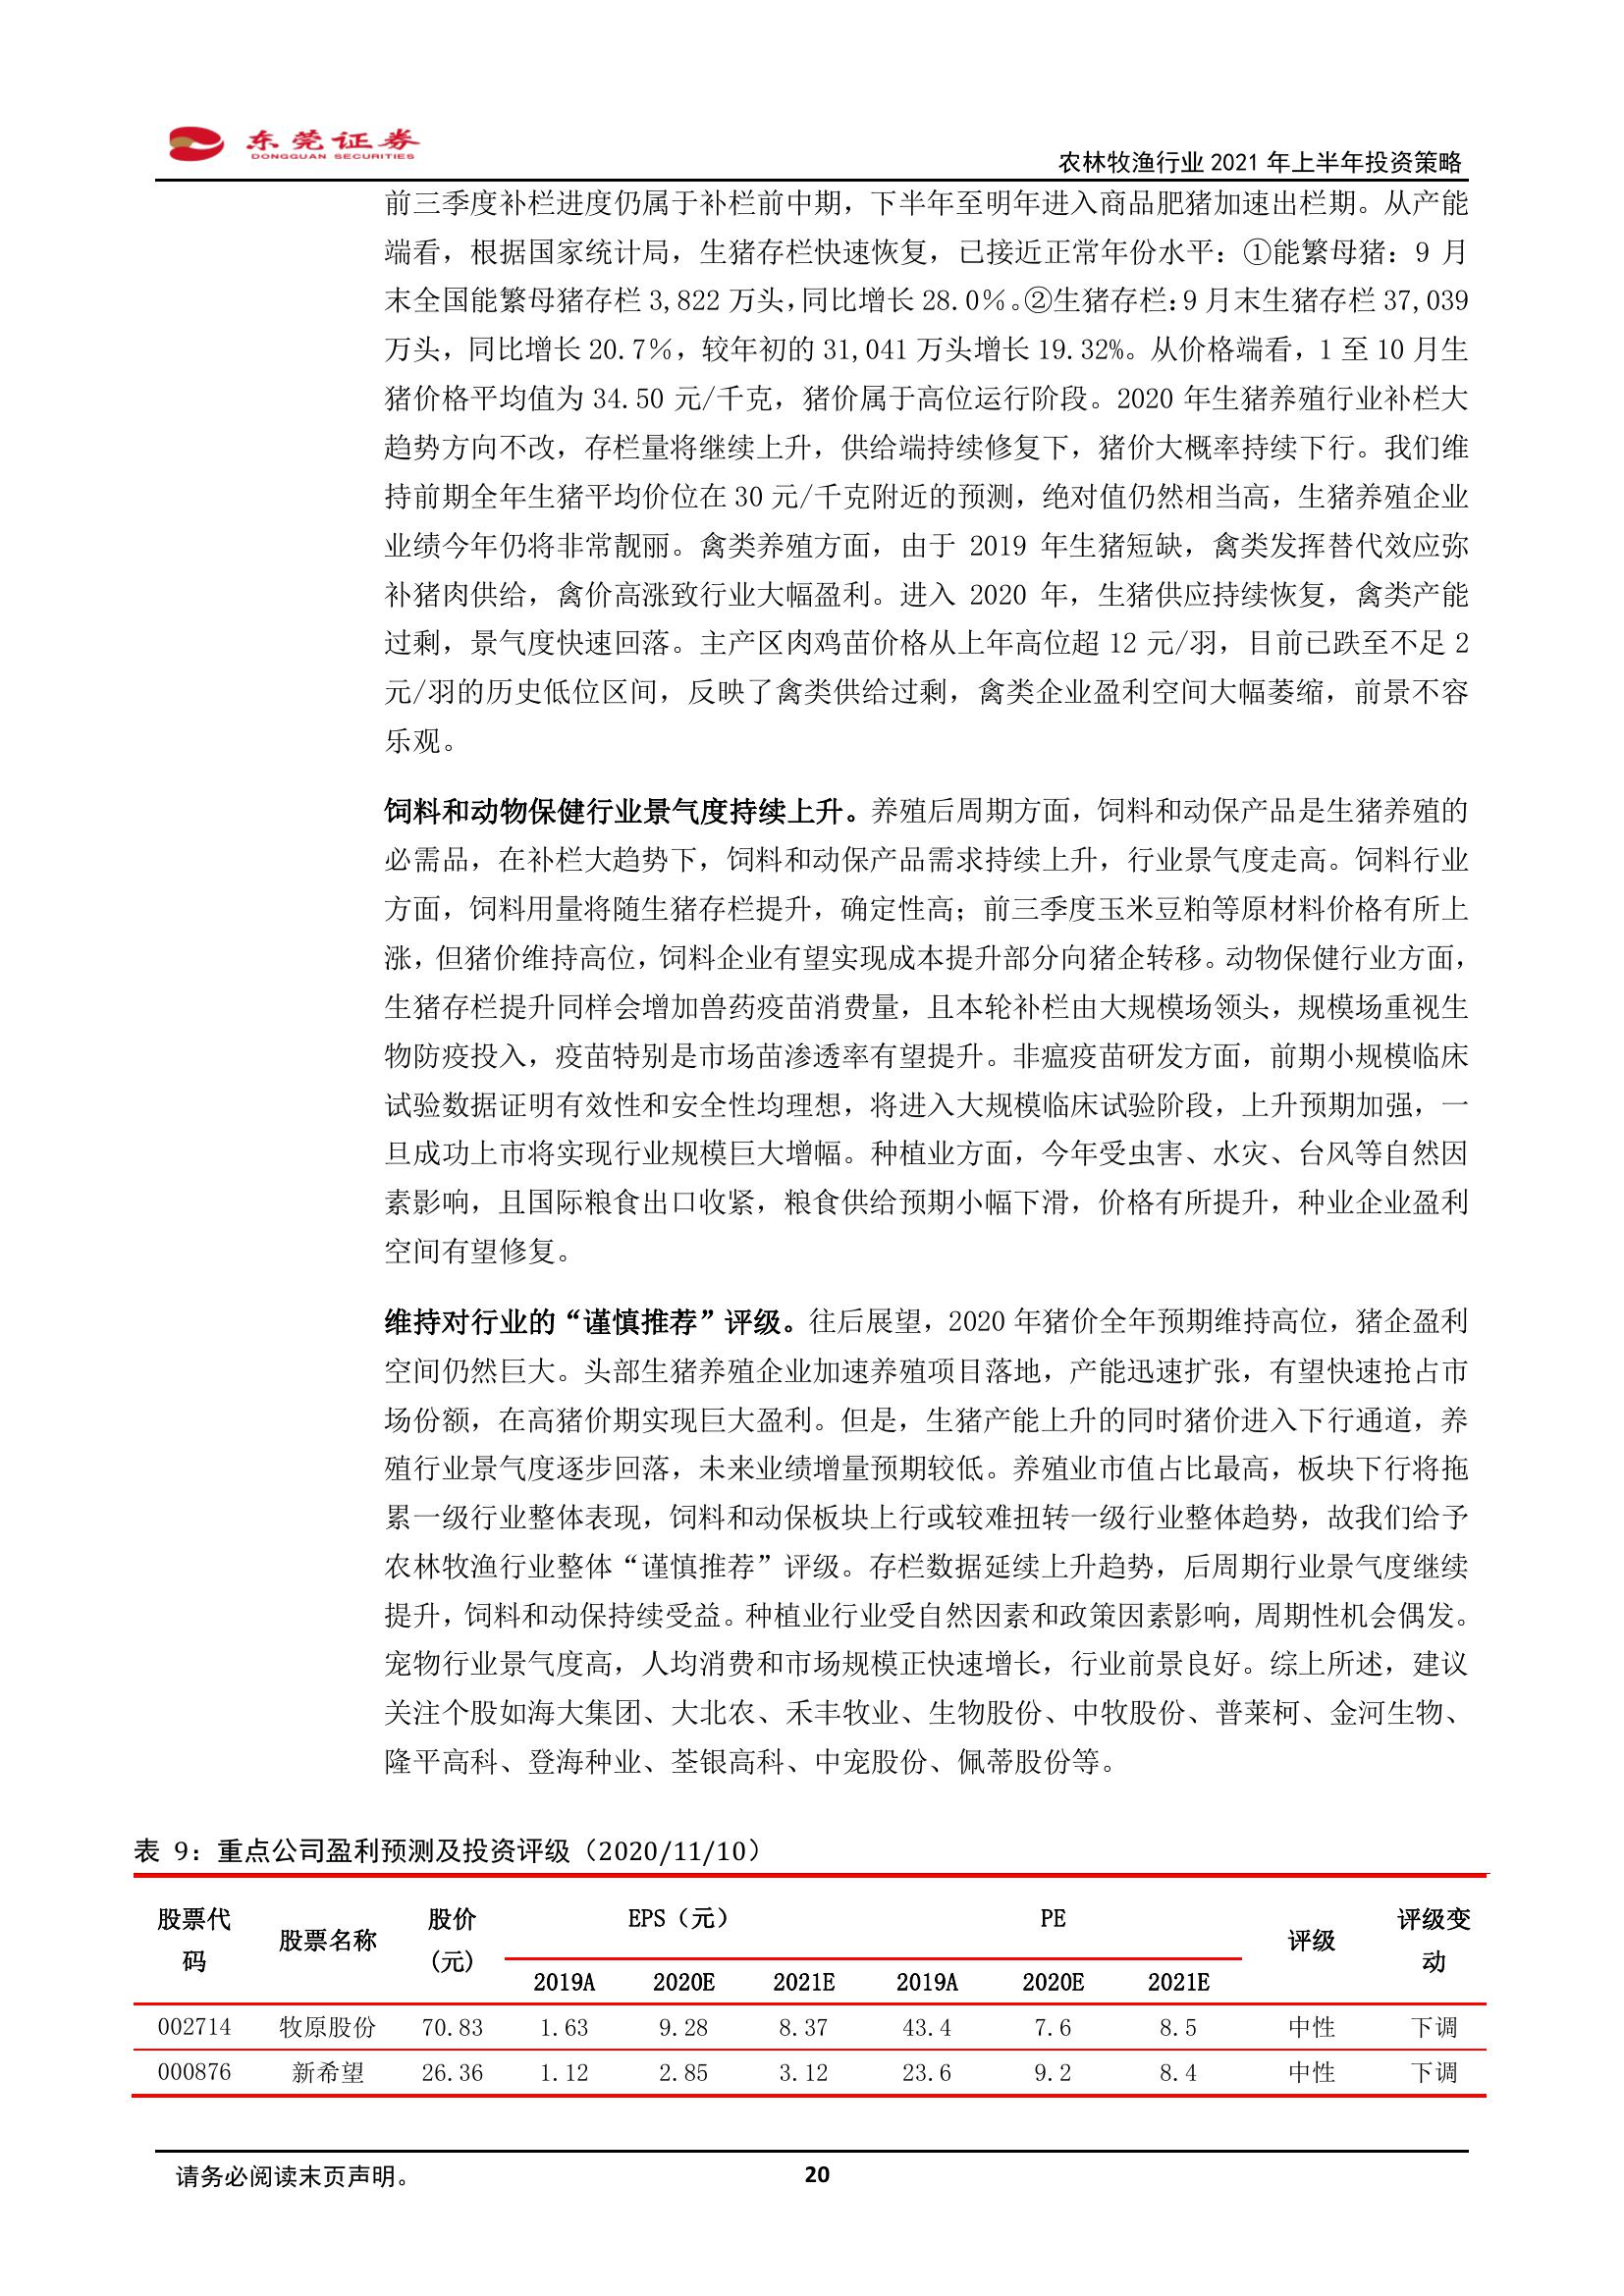 东莞证券
DONGGUAN SECURITIES
农林牧渔行业 2021 年上半年投资策略
前三季度补栏进度仍属于补栏前中期，下半年至明年进入商品肥猪加速出栏期。从产能
端看，根据国家统计局，生猪存栏快速恢复，已接近正常年份水平：①能繁母猪：9 月
末全国能繁母猪存栏 3,822 万头，同比增长 28.0％。②生猪存栏：9 月末生猪存栏 37,039
万头，同比增长 20.7％，较年初的 31,041 万头增长 19.32%。从价格端看，1 至 10 月生
猪价格平均值为 34.50 元/千克，猪价属于高位运行阶段。2020 年生猪养殖行业补栏大
趋势方向不改，存栏量将继续上升，供给端持续修复下，猪价大概率持续下行。我们维
持前期全年生猪平均价位在 30 元/千克附近的预测，绝对值仍然相当高，生猪养殖企业
业绩今年仍将非常靓丽。禽类养殖方面，由于 2019 年生猪短缺，禽类发挥替代效应弥
补猪肉供给，禽价高涨致行业大幅盈利。进入 2020 年，生猪供应持续恢复，禽类产能
过剩，景气度快速回落。主产区肉鸡苗价格从上年高位超 12 元/羽，目前已跌至不足 2
元/羽的历史低位区间，反映了禽类供给过剩，禽类企业盈利空间大幅萎缩，前景不容
乐观。
饲料和动物保健行业景气度持续上升。养殖后周期方面，饲料和动保产品是生猪养殖的
必需品，在补栏大趋势下，饲料和动保产品需求持续上升，行业景气度走高。饲料行业
方面，饲料用量将随生猪存栏提升，确定性高；前三季度玉米豆粕等原材料价格有所上
涨，但猪价维持高位，饲料企业有望实现成本提升部分向猪企转移。动物保健行业方面，
生猪存栏提升同样会增加兽药疫苗消费量，且本轮补栏由大规模场领头，规模场重视生
物防疫投入，疫苗特别是市场苗渗透率有望提升。非瘟疫苗研发方面，前期小规模临床
试验数据证明有效性和安全性均理想，将进入大规模临床试验阶段，上升预期加强，一
旦成功上市将实现行业规模巨大增幅。种植业方面，今年受虫害、水灾、台风等自然因
素影响，且国际粮食出口收紧，粮食供给预期小幅下滑，价格有所提升，种业企业盈利
空间有望修复。
维持对行业的“谨慎推荐”评级。往后展望，2020 年猪价全年预期维持高位，猪企盈利
空间仍然巨大。头部生猪养殖企业加速养殖项目落地，产能迅速扩张，有望快速抢占市
场份额，在高猪价期实现巨大盈利。但是，生猪产能上升的同时猪价进入下行通道，养
殖行业景气度逐步回落，未来业绩增量预期较低。养殖业市值占比最高，板块下行将拖
累一级行业整体表现，饲料和动保板块上行或较难扭转一级行业整体趋势，故我们给予
农林牧渔行业整体“谨慎推荐”评级。存栏数据延续上升趋势，后周期行业景气度继续
提升，饲料和动保持续受益。种植业行业受自然因素和政策因素影响，周期性机会偶发。
宠物行业景气度高，人均消费和市场规模正快速增长，行业前景良好。综上所述，建议
关注个股如海大集团、大北农、禾丰牧业、生物股份、中牧股份、普莱柯、金河生物、
隆平高科、登海种业、荃银高科、中宠股份、佩蒂股份等。
表 9：重点公司盈利预测及投资评级（2020/11/10）
股票代码 股票名称 股价(元) EPS（元） PE 评级 评级变动
2019A 2020E 2021E 2019A 2020E 2021E
002714 牧原股份 70.83 1.63 9.28 8.37 43.4 7.6 8.5 中性 下调
000876 新希望 26.36 1.12 2.85 3.12 23.6 9.2 8.4 中性 下调
请务必阅读末页声明。 20